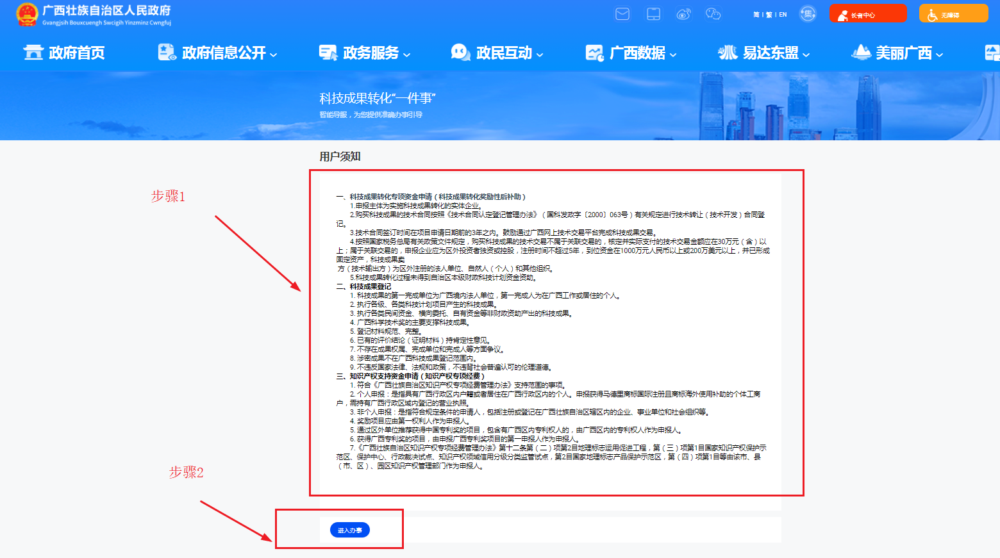 广西壮族自治区人民政府
Gvangjsih Bouxcuengh Swcigih Yinzminz Cwngfuj
简 | 繁 | EN
集
长者中心
无障碍
政府首页
政府信息公开
政务服务
政民互动
广西数据
易达东盟
美丽广西
科技成果转化“一件事”
智能导服，为您提供准确办事引导
用户须知
步骤1
一、科技成果转化专项资金申请（科技成果转化奖励性后补助）
1.申报主体为实施科技成果转化的实体企业。
2.购买科技成果的技术合同按照《技术合同认定登记管理办法》（国科发政字〔2000〕063号）有关规定进行技术转让（技术开发）合同登
记。
3.技术合同签订时间在项目申请日期前的3年之内。鼓励通过广西网上技术交易平台完成科技成果交易。
4.按照国家税务总局有关政策文件规定，购买科技成果的技术交易不属于关联交易的，核定并实际支付的技术交易金额应在30万元（含）以
上；属于关联交易的，申报企业应为区外投资者独资或控股，注册时间不超过5年，到位资金在1000万元人民币以上或200万美元以上，并已形成
固定资产，科技成果卖
方（技术输出方）为区外注册的法人单位、自然人（个人）和其他组织。
5.科技成果转化过程未得到自治区本级财政科技计划资金资助。
二、科技成果登记
1. 科技成果的第一完成单位为广西境内法人单位，第一完成人为在广西工作或居住的个人。
2. 执行各级、各类科技计划项目产生的科技成果。
3. 执行各类民间资金、横向委托、自有资金等非财政资助产出的科技成果。
4. 广西科学技术奖的主要支撑科技成果。
5. 登记材料规范、完整。
6. 已有的评价结论（证明材料）持肯定性意见。
7. 不存在成果权属、完成单位和完成人等方面争议。
8. 涉密成果不在广西科技成果登记范围内。
9. 不违反国家法律、法规和政策，不违背社会普遍认可的伦理道德。
三、知识产权支持资金申请（知识产权专项经费）
1. 符合《广西壮族自治区知识产权专项经费管理办法》支持范围的事项。
2. 个人申报：是指具有广西行政区内户籍或者居住在广西行政区内的个人。申报获得马德里商标国际注册且商标海外使用补助的个体工商
户，需持有广西行政区域内登记的营业执照。
3. 非个人申报：是指符合规定条件的申请人，包括注册或登记在广西壮族自治区辖区内的企业、事业单位和社会组织等。
4. 奖励项目应由第一权利人作为申报人。
5. 通过区外单位推荐获得中国专利奖的项目，包含有广西区内专利权人的，由广西区内的专利权人作为申报人。
6. 获得广西专利奖的项目，由申报广西专利奖项目的第一申报人作为申报人。
7.《广西壮族自治区知识产权专项经费管理办法》第十二条第（二）项第2目地理标志运用促进工程，第（三）项第1目国家知识产权保护示
范区、保护中心、行政裁决试点、知识产权领域信用分级分类监管试点，第2目国家地理标志产品保护示范区，第（四）项第1目等由该市、县
（市、区）、园区知识产权管理部门作为申报人。
步骤2
进入办事